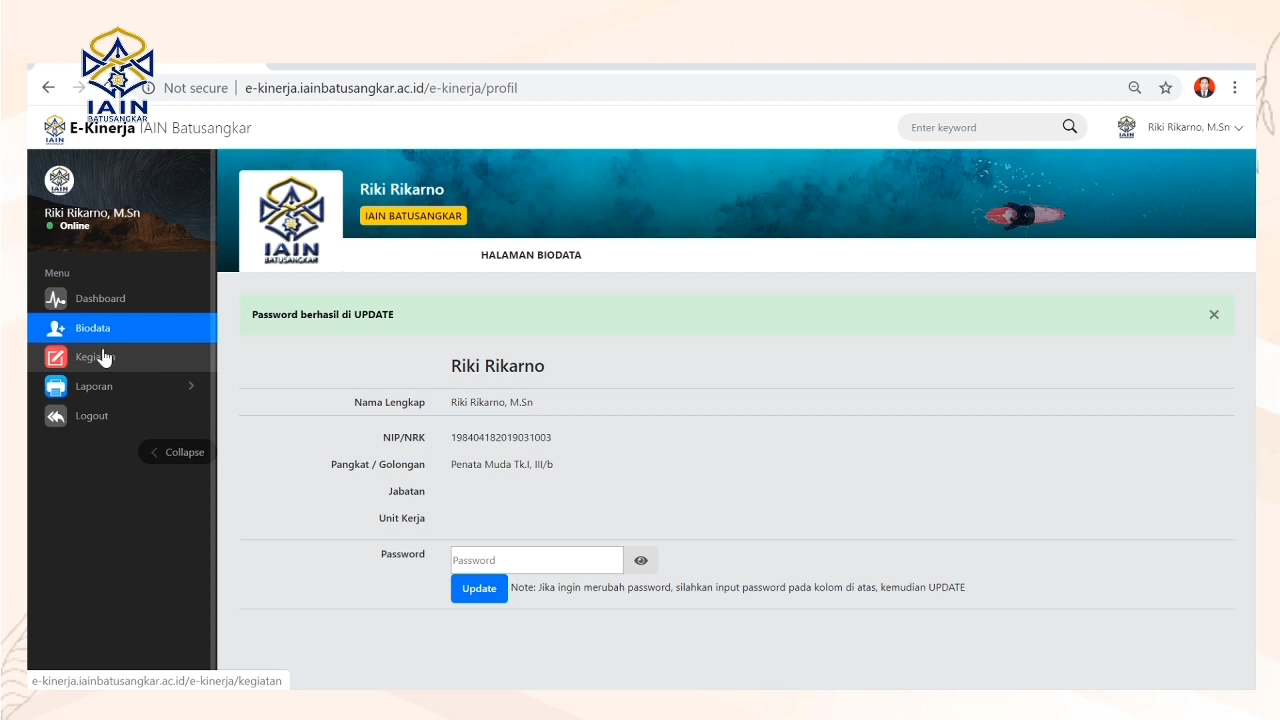 IAIN
BATUSANGKAR
Not secure e-kinerja.iainbatusangkar.ac.id/e-kinerja/profil
IAIN
E-Kinerja IAIN Batusangkar
Enter keyword
Riki Rikarno, M.Sn
IAIN
Riki Rikarno, M.Sn
Online
Menu
Dashboard
Biodata
Laporan
Logout
Collapse
IAIN
BATUSANGKAR
Riki Rikarno
IAIN BATUSANGKAR
HALAMAN BIODATA
Password berhasil di UPDATE
Riki Rikarno
Nama Lengkap Riki Rikarno, M.Sn
NIP/NRK 198404182019031003
Pangkat / Golongan Penata Muda Tk.I, III/b
Jabatan
Unit Kerja
Password Password
Update Note: Jika ingin merubah password, silahkan input password pada kolom di atas, kemudian UPDATE
e-kinerja.iainbatusangkar.ac.id/e-kinerja/kegiatan